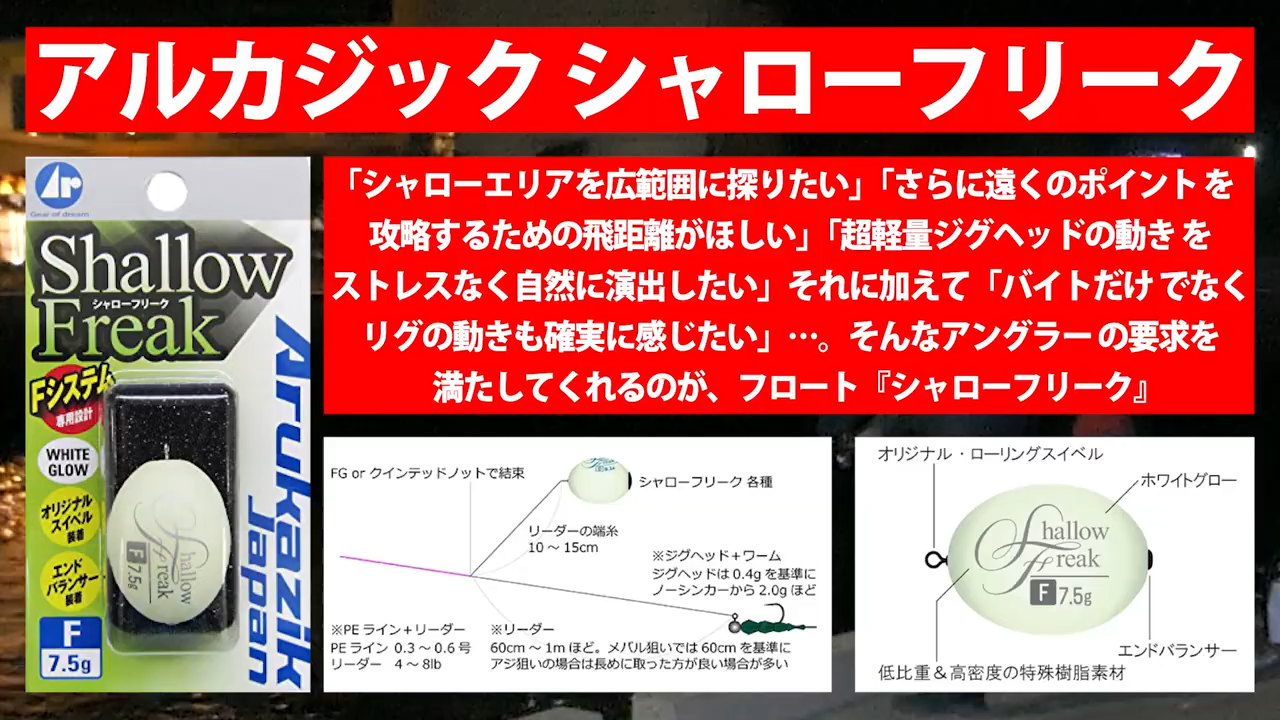 アルカジック シャローフリーク
「シャローエリアを広範囲に探りたい」「さらに遠くのポイント を
攻略するための飛距離がほしい」「超軽量ジグヘッドの動き を
ストレスなく自然に演出したい」それに加えて「バイトだけ でなく
リグの動きも確実に感じたい」…。そんなアングラー の要求を
満たしてくれるのが、フロート『シャローフリーク』
Ar
Gear of dream
Shallow
シャローフリーク
Freak
Fシステム
専用設計
WHITE
GLOW
オリジナル
スイベル
装着
エンド
バランサー
装着
F
7.5g
Arukazik
Japan
Shallow
Freak
F 7.5g
FG or クインテッドノットで結束
シャローフリーク 各種
リーダーの端糸
10 ～ 15cm
※ジグヘッド＋ワーム
ジグヘッドは 0.4g を基準に
ノーシンカーから 2.0g ほど
※PE ライン＋リーダー
PE ライン 0.3 ～ 0.6 号
リーダー 4 ～ 8lb
※リーダー
60cm ～ 1m ほど。メバル狙いでは 60cm を基準に
アジ狙いの場合は長めに取った方が良い場合が多い
オリジナル・ローリングスイベル
ホワイトグロー
Shallow
Freak
F 7.5g
エンドバランサー
低比重＆高密度の特殊樹脂素材